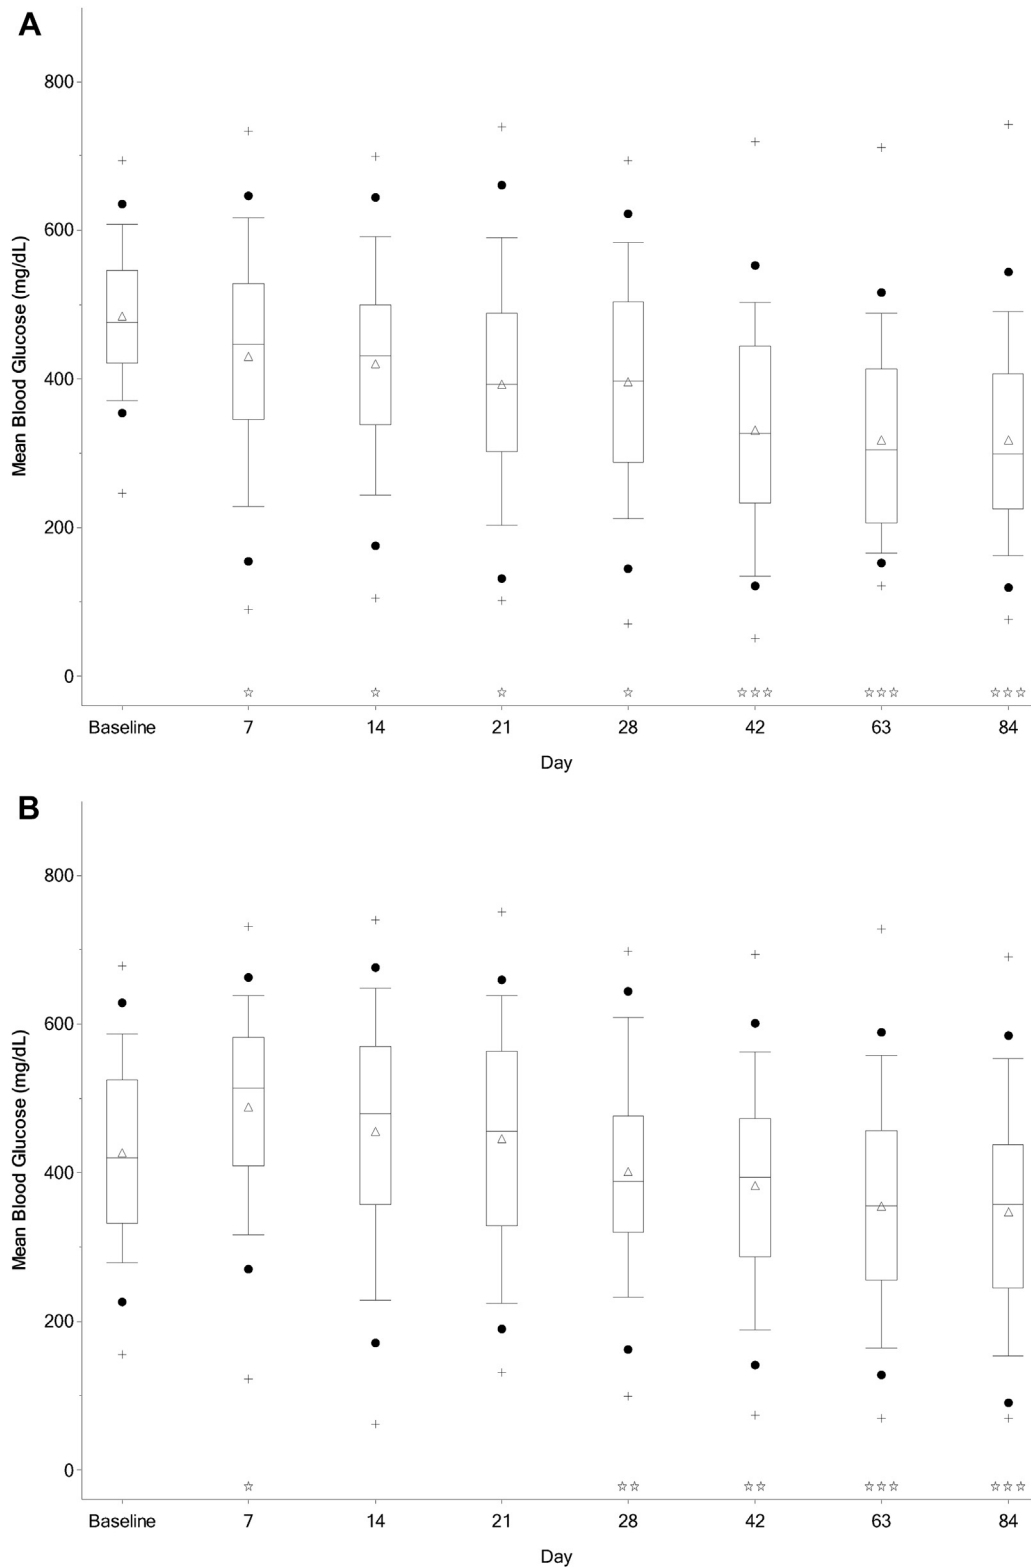 A
Mean Blood Glucose (mg/dL)
800
600
400
200
0
☆ ☆ ☆ ☆ ☆☆☆ ☆☆☆ ☆☆☆
Baseline 7 14 21 28 42 63 84
Day
B
Mean Blood Glucose (mg/dL)
800
600
400
200
0
☆ ☆☆ ☆☆ ☆☆☆ ☆☆☆
Baseline 7 14 21 28 42 63 84
Day